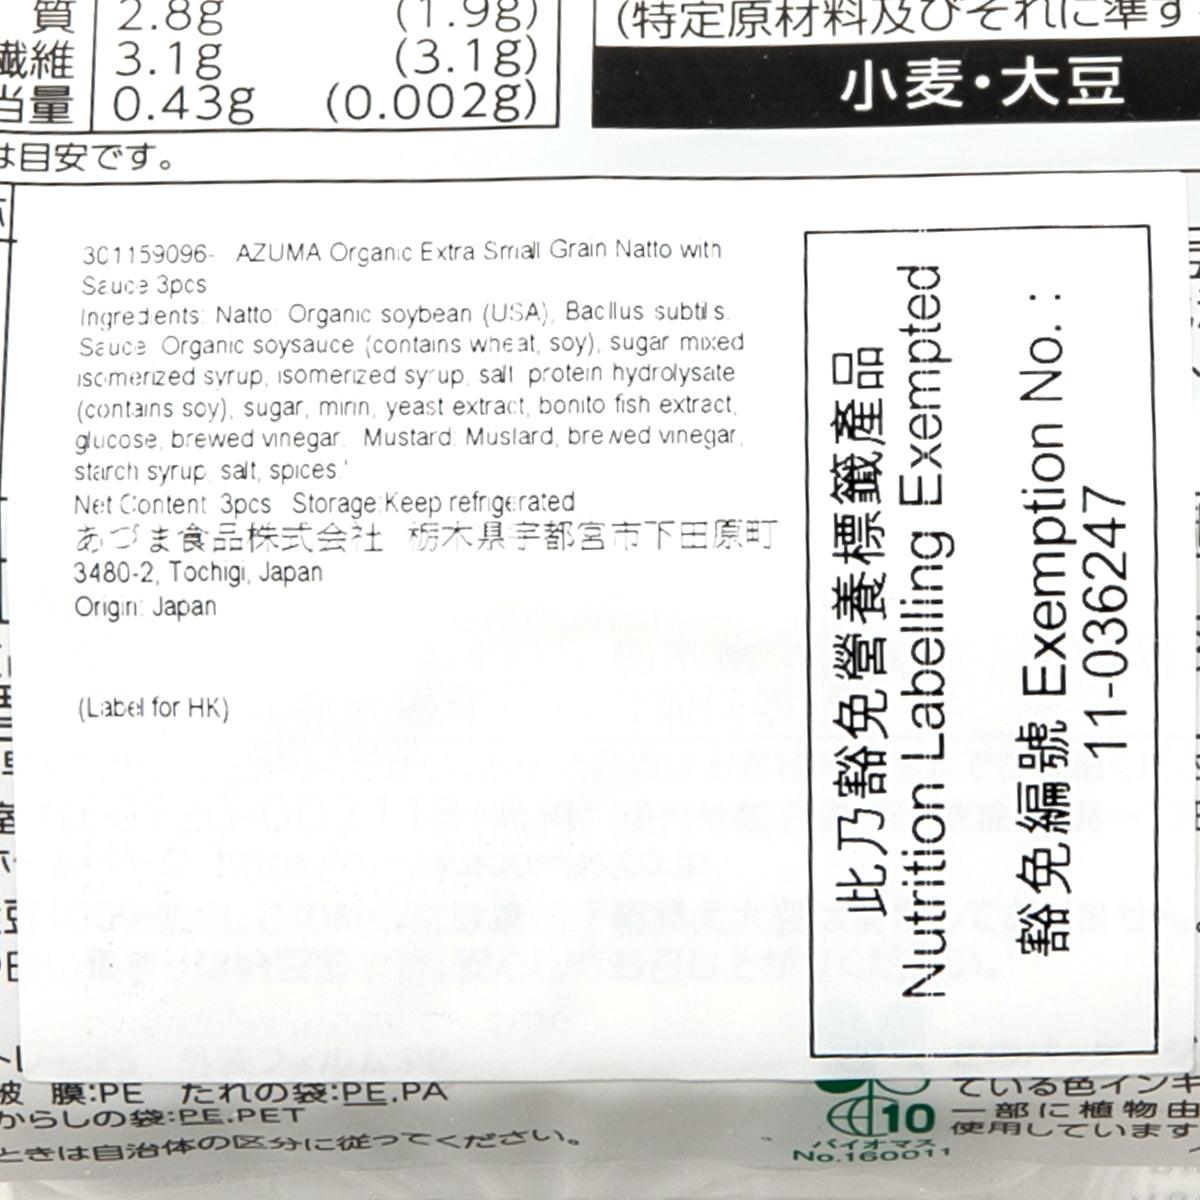 質 2.8g (1.9g)
繊維 3.1g (3.1g)
当量 0.43g (0.002g)
は目安です。
(特定原材料及びそれに準ず
小麦・大豆
301159096- AZUMA Organic Extra Small Grain Natto with
Sauce 3pcs
Ingredients: Natto: Organic soybean (USA), Bacillus subtilis.
Sauce: Organic soysauce (contains wheat, soy), sugar mixed
isomerized syrup, isomerized syrup, salt, protein hydrolysate
(contains soy), sugar, mirin, yeast extract, bonito fish extract,
glucose, brewed vinegar. Mustard: Mustard, brewed vinegar,
starch syrup, salt, spices.'
Net Content: 3pcs Storage:Keep refrigerated
あづま食品株式会社 栃木県宇都宮市下田原町
3480-2, Tochigi, Japan
Origin: Japan
(Label for HK)
此乃豁免營養標籤產品
Nutrition Labelling Exempted
豁免編號 Exemption No. :
11-036247
膜:PE たれの袋:PE.PA
からしの袋:PE.PET
ときは自治体の区分に従ってください。
10
バイオマス
No.160011
ている色インキ
一部に植物由
使用しています